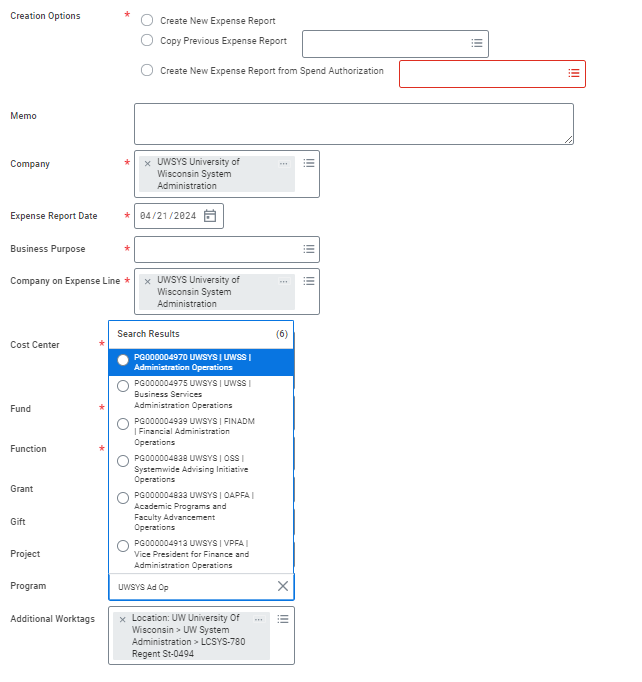 Creation Options *
Create New Expense Report
Copy Previous Expense Report
Create New Expense Report from Spend Authorization
Memo
Company *
× UWSYS University of ...
Wisconsin System
Administration
Expense Report Date * 04/21/2024
Business Purpose *
Company on Expense Line *
× UWSYS University of ...
Wisconsin System
Administration
Cost Center *
Fund *
Function *
Grant
Gift
Project
Search Results (6)
PG000004970 UWSYS | UWSS |
Administration Operations
PG000004975 UWSYS | UWSS |
Business Services
Administration Operations
PG000004939 UWSYS | FINADM
| Financial Administration
Operations
PG000004838 UWSYS | OSS |
Systemwide Advising Initiative
Operations
PG000004833 UWSYS | OAPFA |
Academic Programs and
Faculty Advancement
Operations
PG000004913 UWSYS | VPFA |
Vice President for Finance and
Administration Operations
Program
UWSYS Ad Op ×
Additional Worktags
× Location: UW University Of ...
Wisconsin > UW System
Administration > LCSYS-780
Regent St-0494